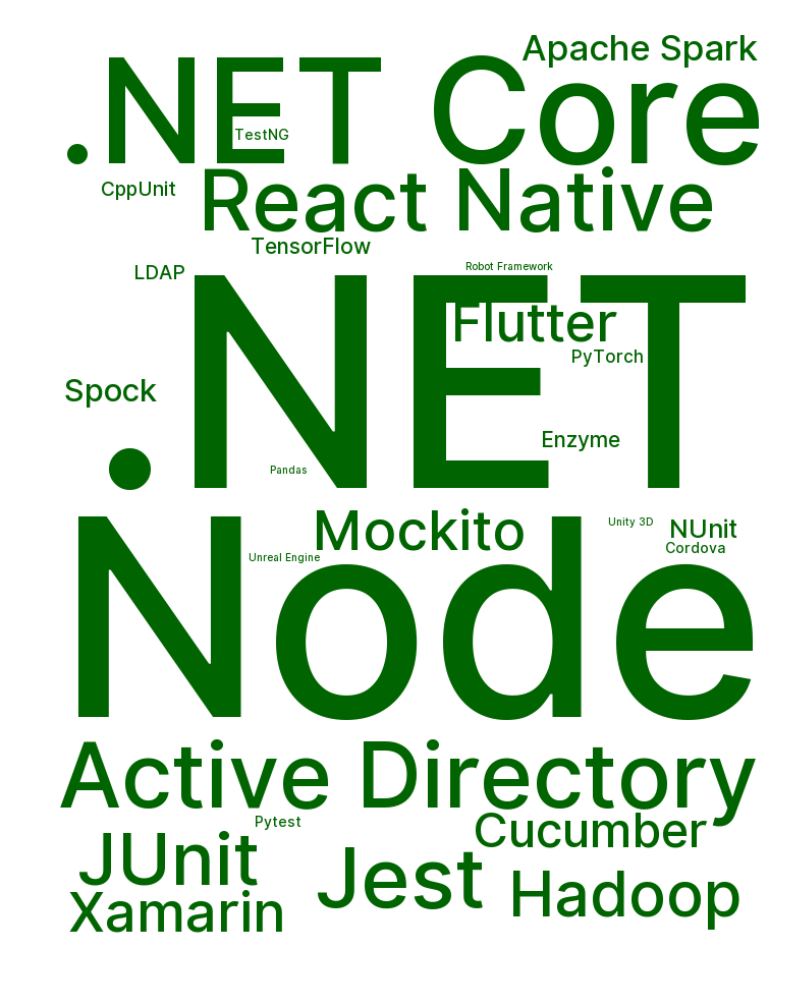 Apache Spark
.NET Core
TestNG
CppUnit
React Native
TensorFlow
LDAP
Robot Framework
.NET
Flutter
PyTorch
Spock
Enzyme
Pandas
Mockito
Unity 3D
NUnit
Cordova
Unreal Engine
Node
Active Directory
Pytest
Cucumber
JUnit
Jest
Hadoop
Xamarin